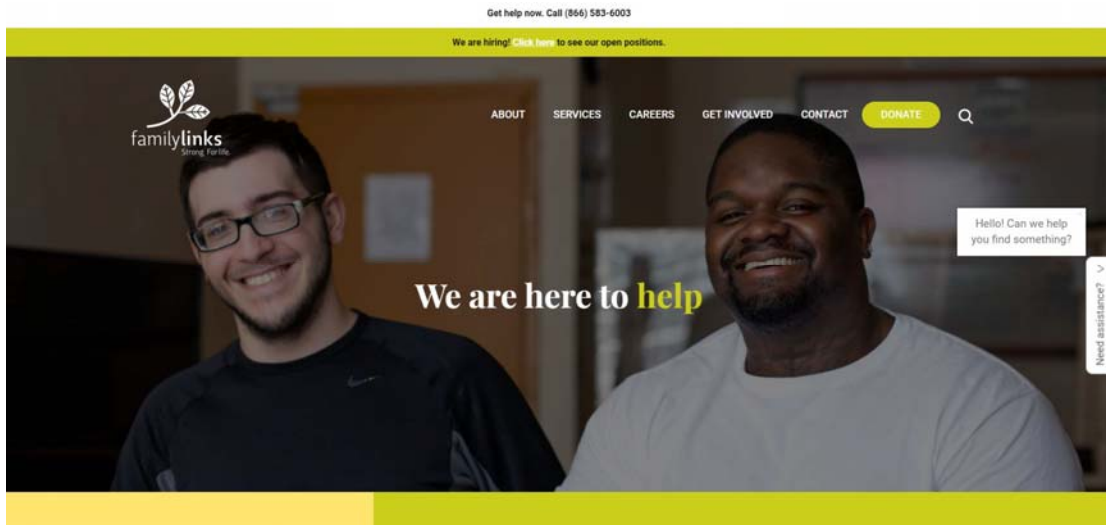 Get help now. Call (866) 583-6003
We are hiring! Click here to see our open positions.
ABOUT SERVICES CAREERS GET INVOLVED CONTACT DONATE
familylinks
Strong For life.
Hello! Can we help
you find something?
We are here to help
Need assistance?